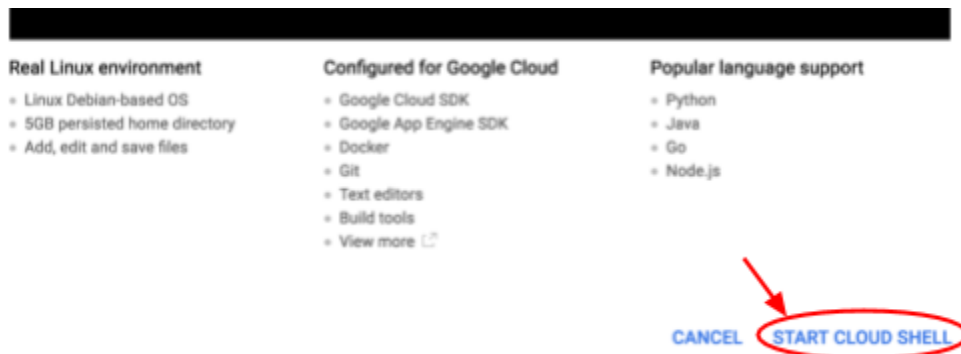 Real Linux environment
Linux Debian-based OS
5GB persisted home directory
Add, edit and save files
Configured for Google Cloud
Google Cloud SDK
Google App Engine SDK
Docker
Git
Text editors
Build tools
View more
Popular language support
Python
Java
Go
Node.js
CANCEL
START CLOUD SHELL